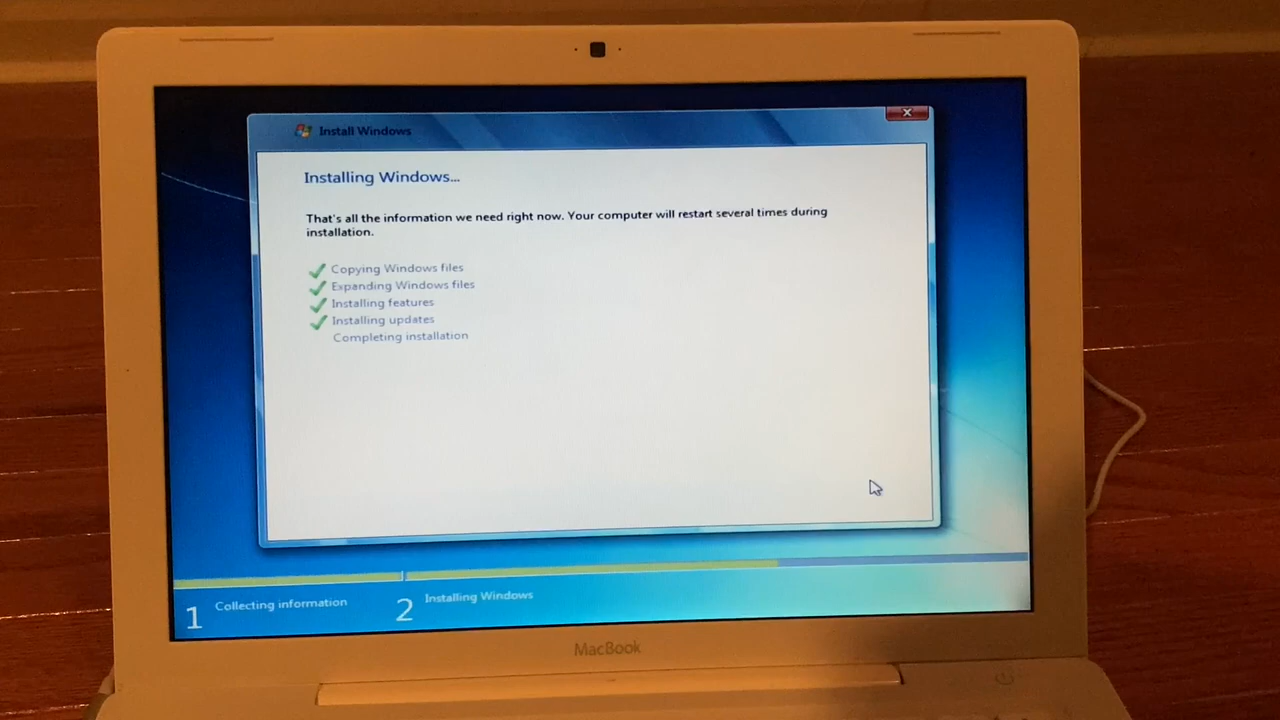 Install Windows
Installing Windows...
That's all the information we need right now. Your computer will restart several times during
installation.
Copying Windows files
Expanding Windows files
Installing features
Installing updates
Completing installation
1 Collecting information
2 Installing Windows
MacBook